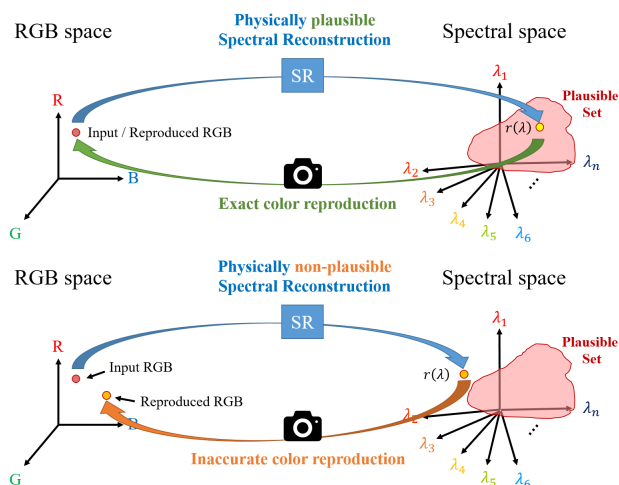 RGB space
Physically plausible
Spectral Reconstruction
Spectral space
SR
λ₁
Plausible
Set
R
r(λ)
Input / Reproduced RGB
λ₂
λₙ
B
λ₃
...
Exact color reproduction
λ₄
λ₅
λ₆
G
RGB space
Physically non-plausible
Spectral Reconstruction
Spectral space
SR
λ₁
Plausible
Set
R
Input RGB
r(λ)
Reproduced RGB
λ₂
λₙ
B
λ₃
...
Inaccurate color reproduction
λ₄
λ₅
λ₆
G